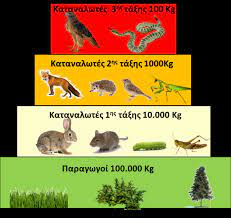 Καταναλωτές 3ης τάξης 100 Kg
Καταναλωτές 2ης τάξης 1000Kg
Καταναλωτές 1ης τάξης 10.000 Kg
Παραγωγοί 100.000 Kg